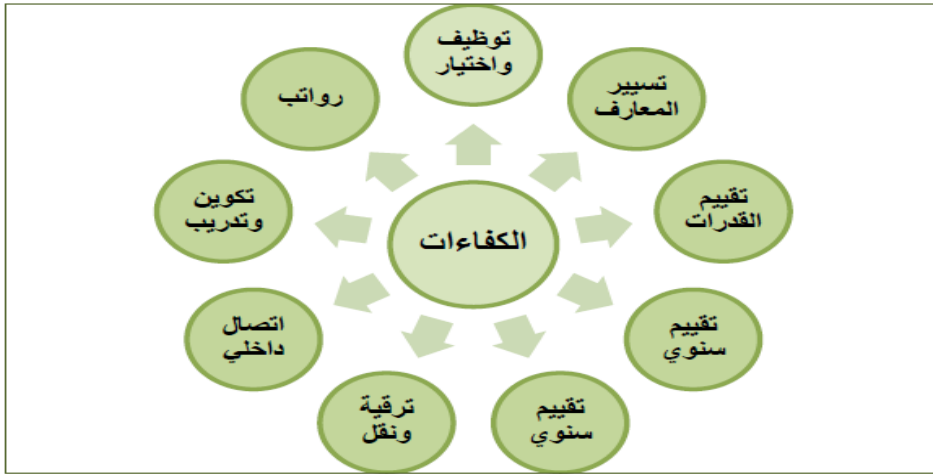 توظيف
واختيار
تسيير
المعارف
تقييم
القدرات
تقييم
سنوي
تقييم
سنوي
ترقية
ونقل
اتصال
داخلي
تكوين
وتدريب
رواتب
الكفاءات